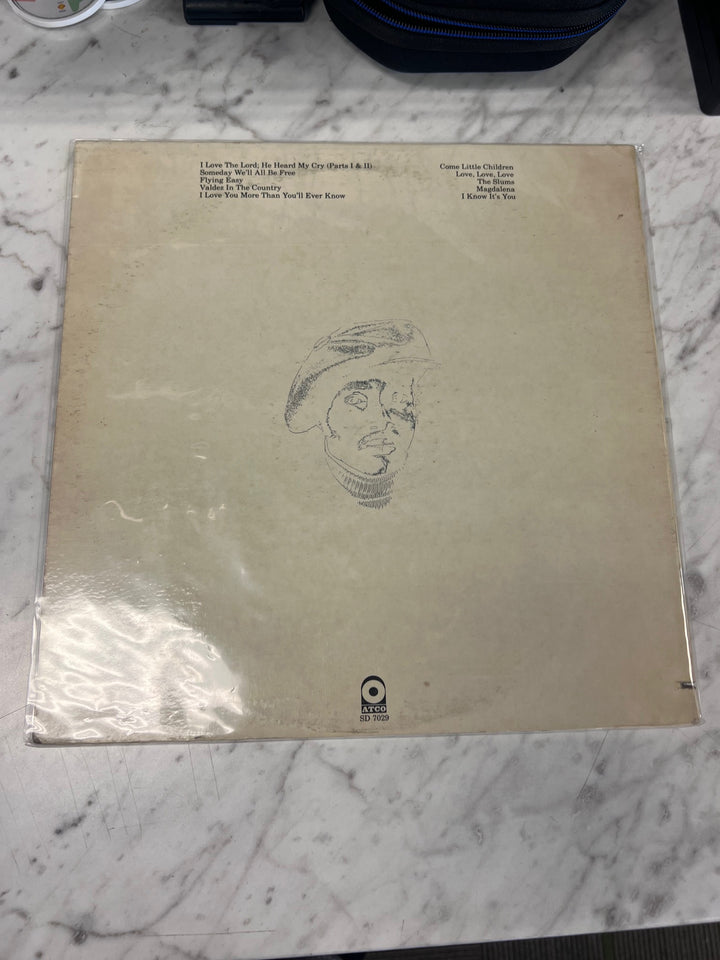 I Love The Lord; He Heard My Cry (Parts I & II)
Someday We'll All Be Free
Flying Easy
Valdez In The Country
I Love You More Than You'll Ever Know
Come Little Children
Love, Love, Love
The Slums
Magdalena
I Know It's You
ATCO
SD 7029